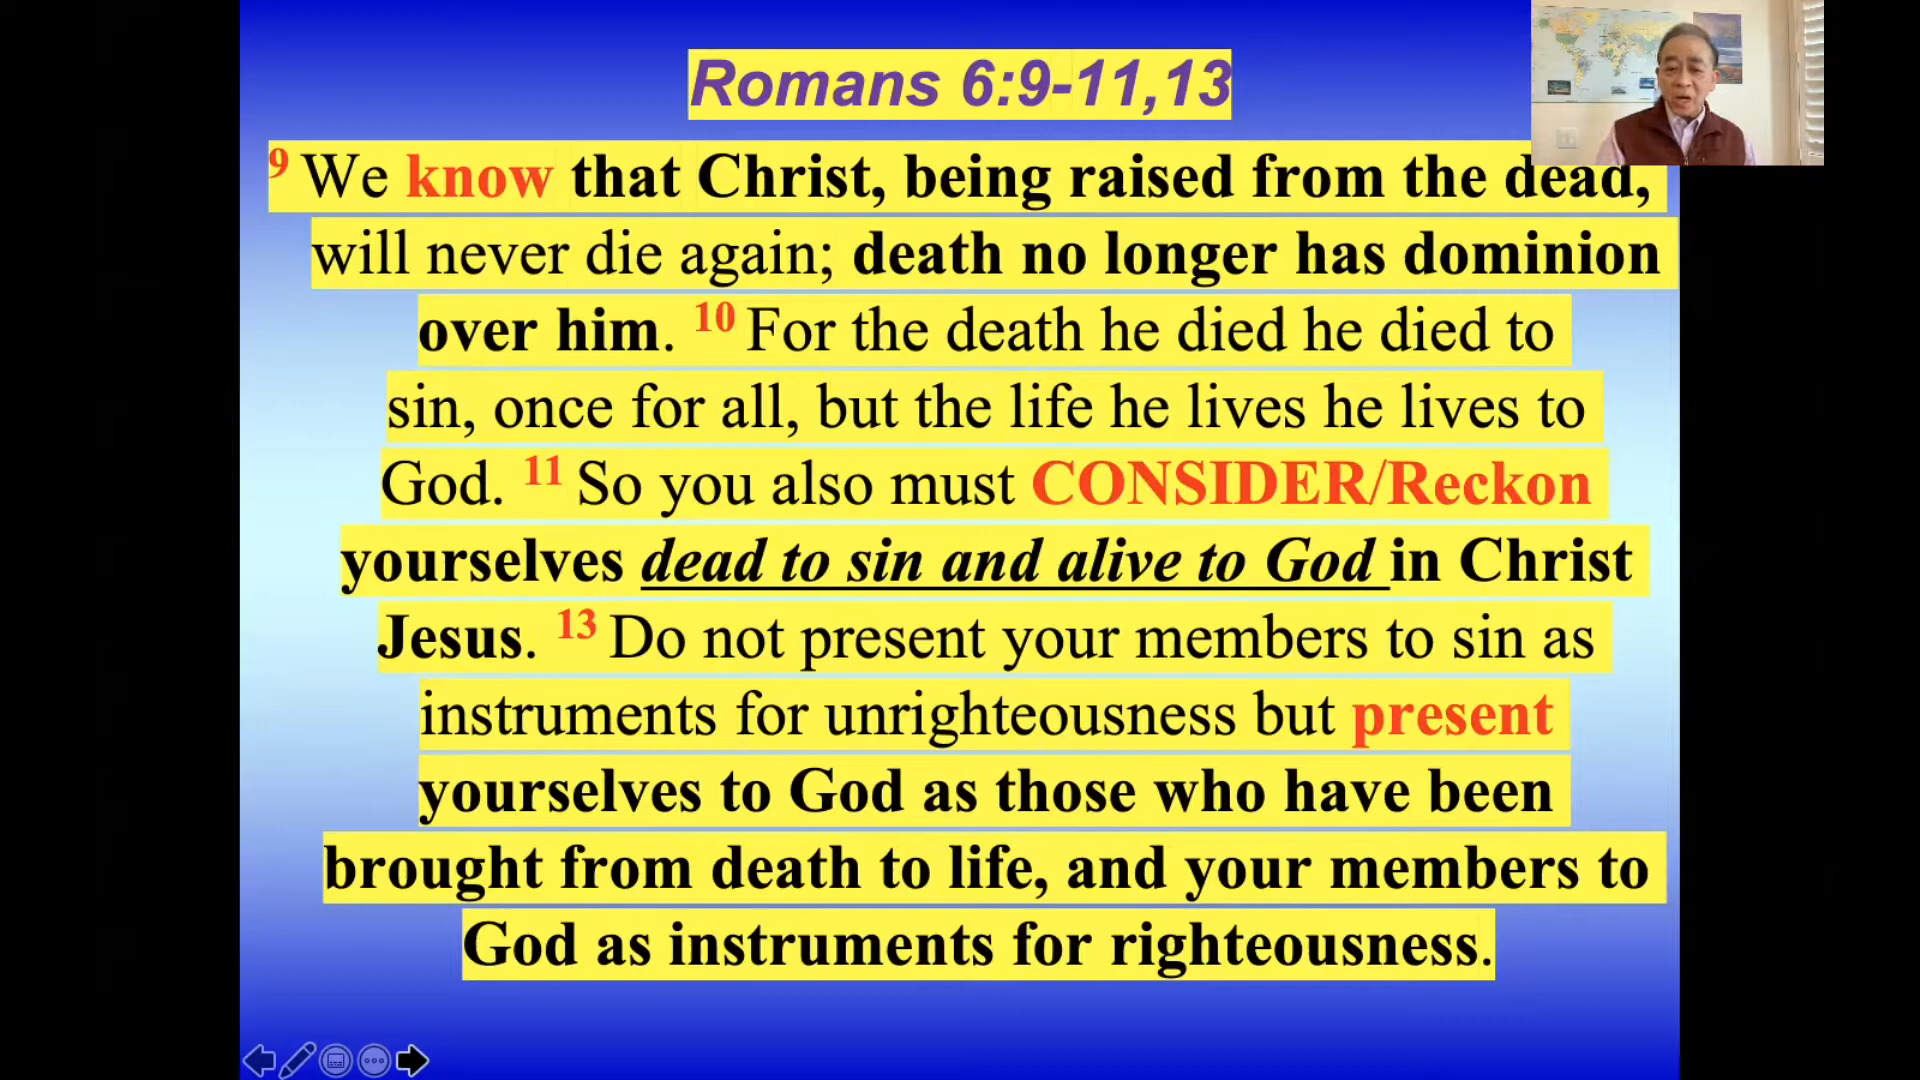 Romans 6:9-11,13
9 We know that Christ, being raised from the dead,
will never die again; death no longer has dominion
over him. 10 For the death he died he died to
sin, once for all, but the life he lives he lives to
God. 11 So you also must CONSIDER/Reckon
yourselves dead to sin and alive to God in Christ
Jesus. 13 Do not present your members to sin as
instruments for unrighteousness but present
yourselves to God as those who have been
brought from death to life, and your members to
God as instruments for righteousness.